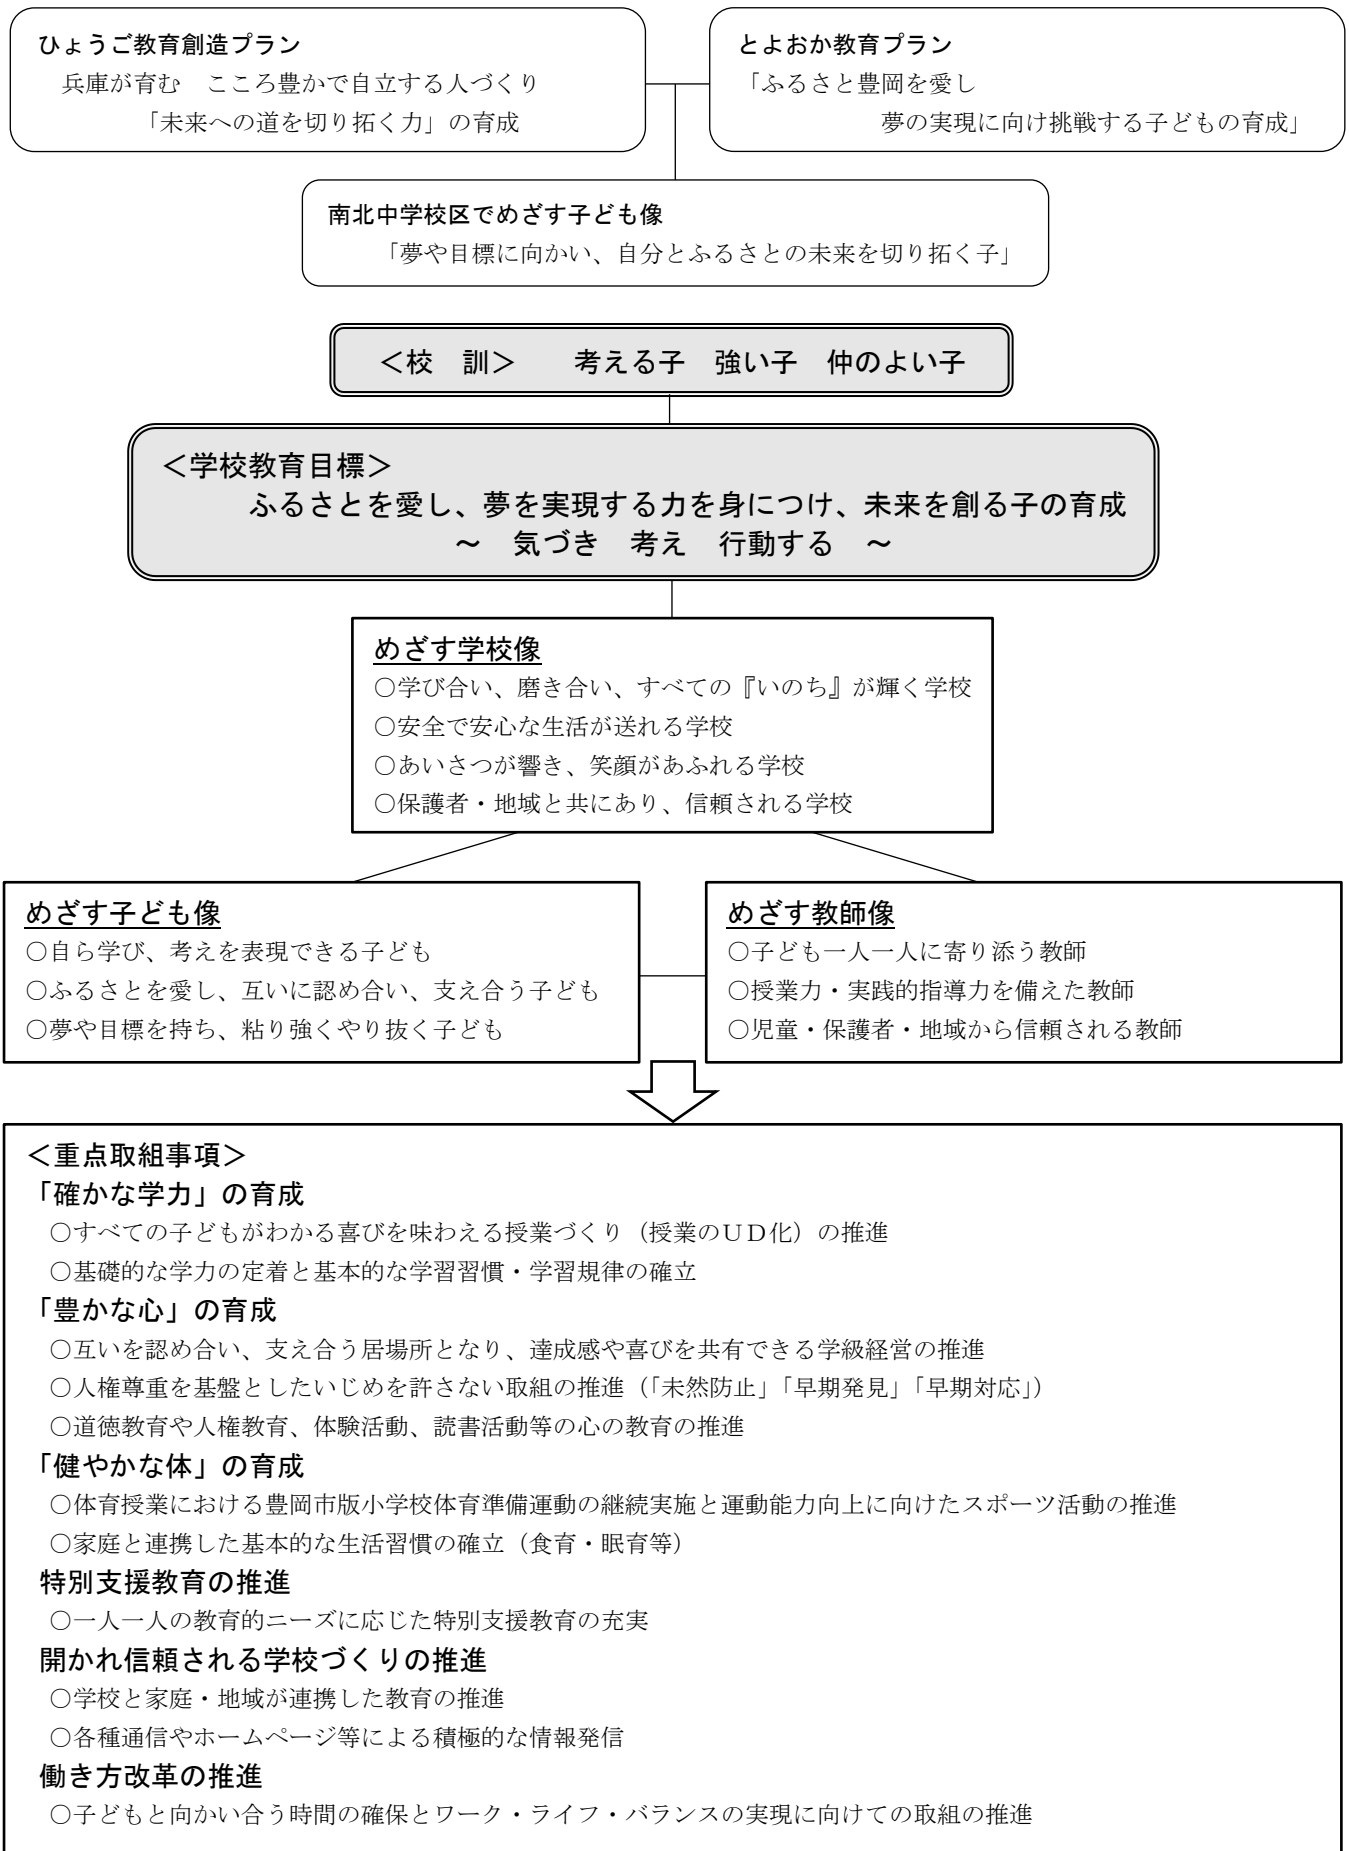 ひょうご教育創造プラン
兵庫が育む　こころ豊かで自立する人づくり
「未来への道を切り拓く力」の育成
とよおか教育プラン
「ふるさと豊岡を愛し
夢の実現に向け挑戦する子どもの育成」
南北中学校区でめざす子ども像
「夢や目標に向かい、自分とふるさとの未来を切り拓く子」
＜校　訓＞　　考える子　強い子　仲のよい子
＜学校教育目標＞
ふるさとを愛し、夢を実現する力を身につけ、未来を創る子の育成
～　気づき　考え　行動する　～
めざす学校像
○学び合い、磨き合い、すべての『いのち』が輝く学校
○安全で安心な生活が送れる学校
○あいさつが響き、笑顔があふれる学校
○保護者・地域と共にあり、信頼される学校
めざす子ども像
○自ら学び、考えを表現できる子ども
○ふるさとを愛し、互いに認め合い、支え合う子ども
○夢や目標を持ち、粘り強くやり抜く子ども
めざす教師像
○子ども一人一人に寄り添う教師
○授業力・実践的指導力を備えた教師
○児童・保護者・地域から信頼される教師
＜重点取組事項＞
「確かな学力」の育成
○すべての子どもがわかる喜びを味わえる授業づくり（授業のＵＤ化）の推進
○基礎的な学力の定着と基本的な学習習慣・学習規律の確立
「豊かな心」の育成
○互いを認め合い、支え合う居場所となり、達成感や喜びを共有できる学級経営の推進
○人権尊重を基盤としたいじめを許さない取組の推進（「未然防止」「早期発見」「早期対応」）
○道徳教育や人権教育、体験活動、読書活動等の心の教育の推進
「健やかな体」の育成
○体育授業における豊岡市版小学校体育準備運動の継続実施と運動能力向上に向けたスポーツ活動の推進
○家庭と連携した基本的な生活習慣の確立（食育・眠育等）
特別支援教育の推進
○一人一人の教育的ニーズに応じた特別支援教育の充実
開かれ信頼される学校づくりの推進
○学校と家庭・地域が連携した教育の推進
○各種通信やホームページ等による積極的な情報発信
働き方改革の推進
○子どもと向かい合う時間の確保とワーク・ライフ・バランスの実現に向けての取組の推進